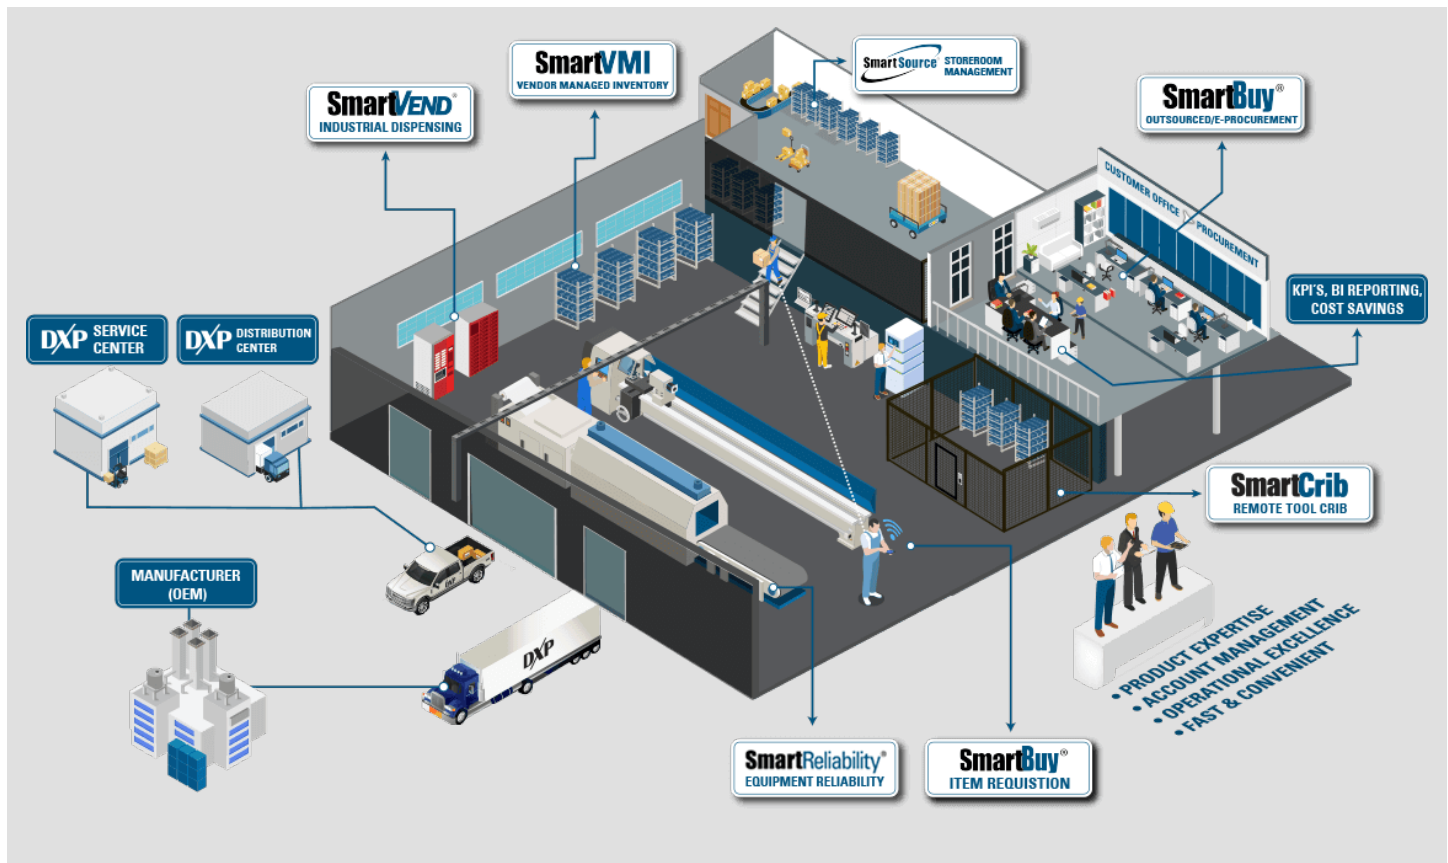 SmartVMI
VENDOR MANAGED INVENTORY
SmartSource®
STOREROOM
MANAGEMENT
SmartVEND®
INDUSTRIAL DISPENSING
SmartBuy®
OUTSOURCED/E-PROCUREMENT
CUSTOMER OFFICE
PROCUREMENT
KPI'S, BI REPORTING,
COST SAVINGS
DXP SERVICE
CENTER
DXP DISTRIBUTION
CENTER
SmartCrib
REMOTE TOOL CRIB
MANUFACTURER
(OEM)
DXP
DXP
• PRODUCT EXPERTISE
• ACCOUNT MANAGEMENT
• OPERATIONAL EXCELLENCE
• FAST & CONVENIENT
SmartReliability®
EQUIPMENT RELIABILITY
SmartBuy®
ITEM REQUISTION